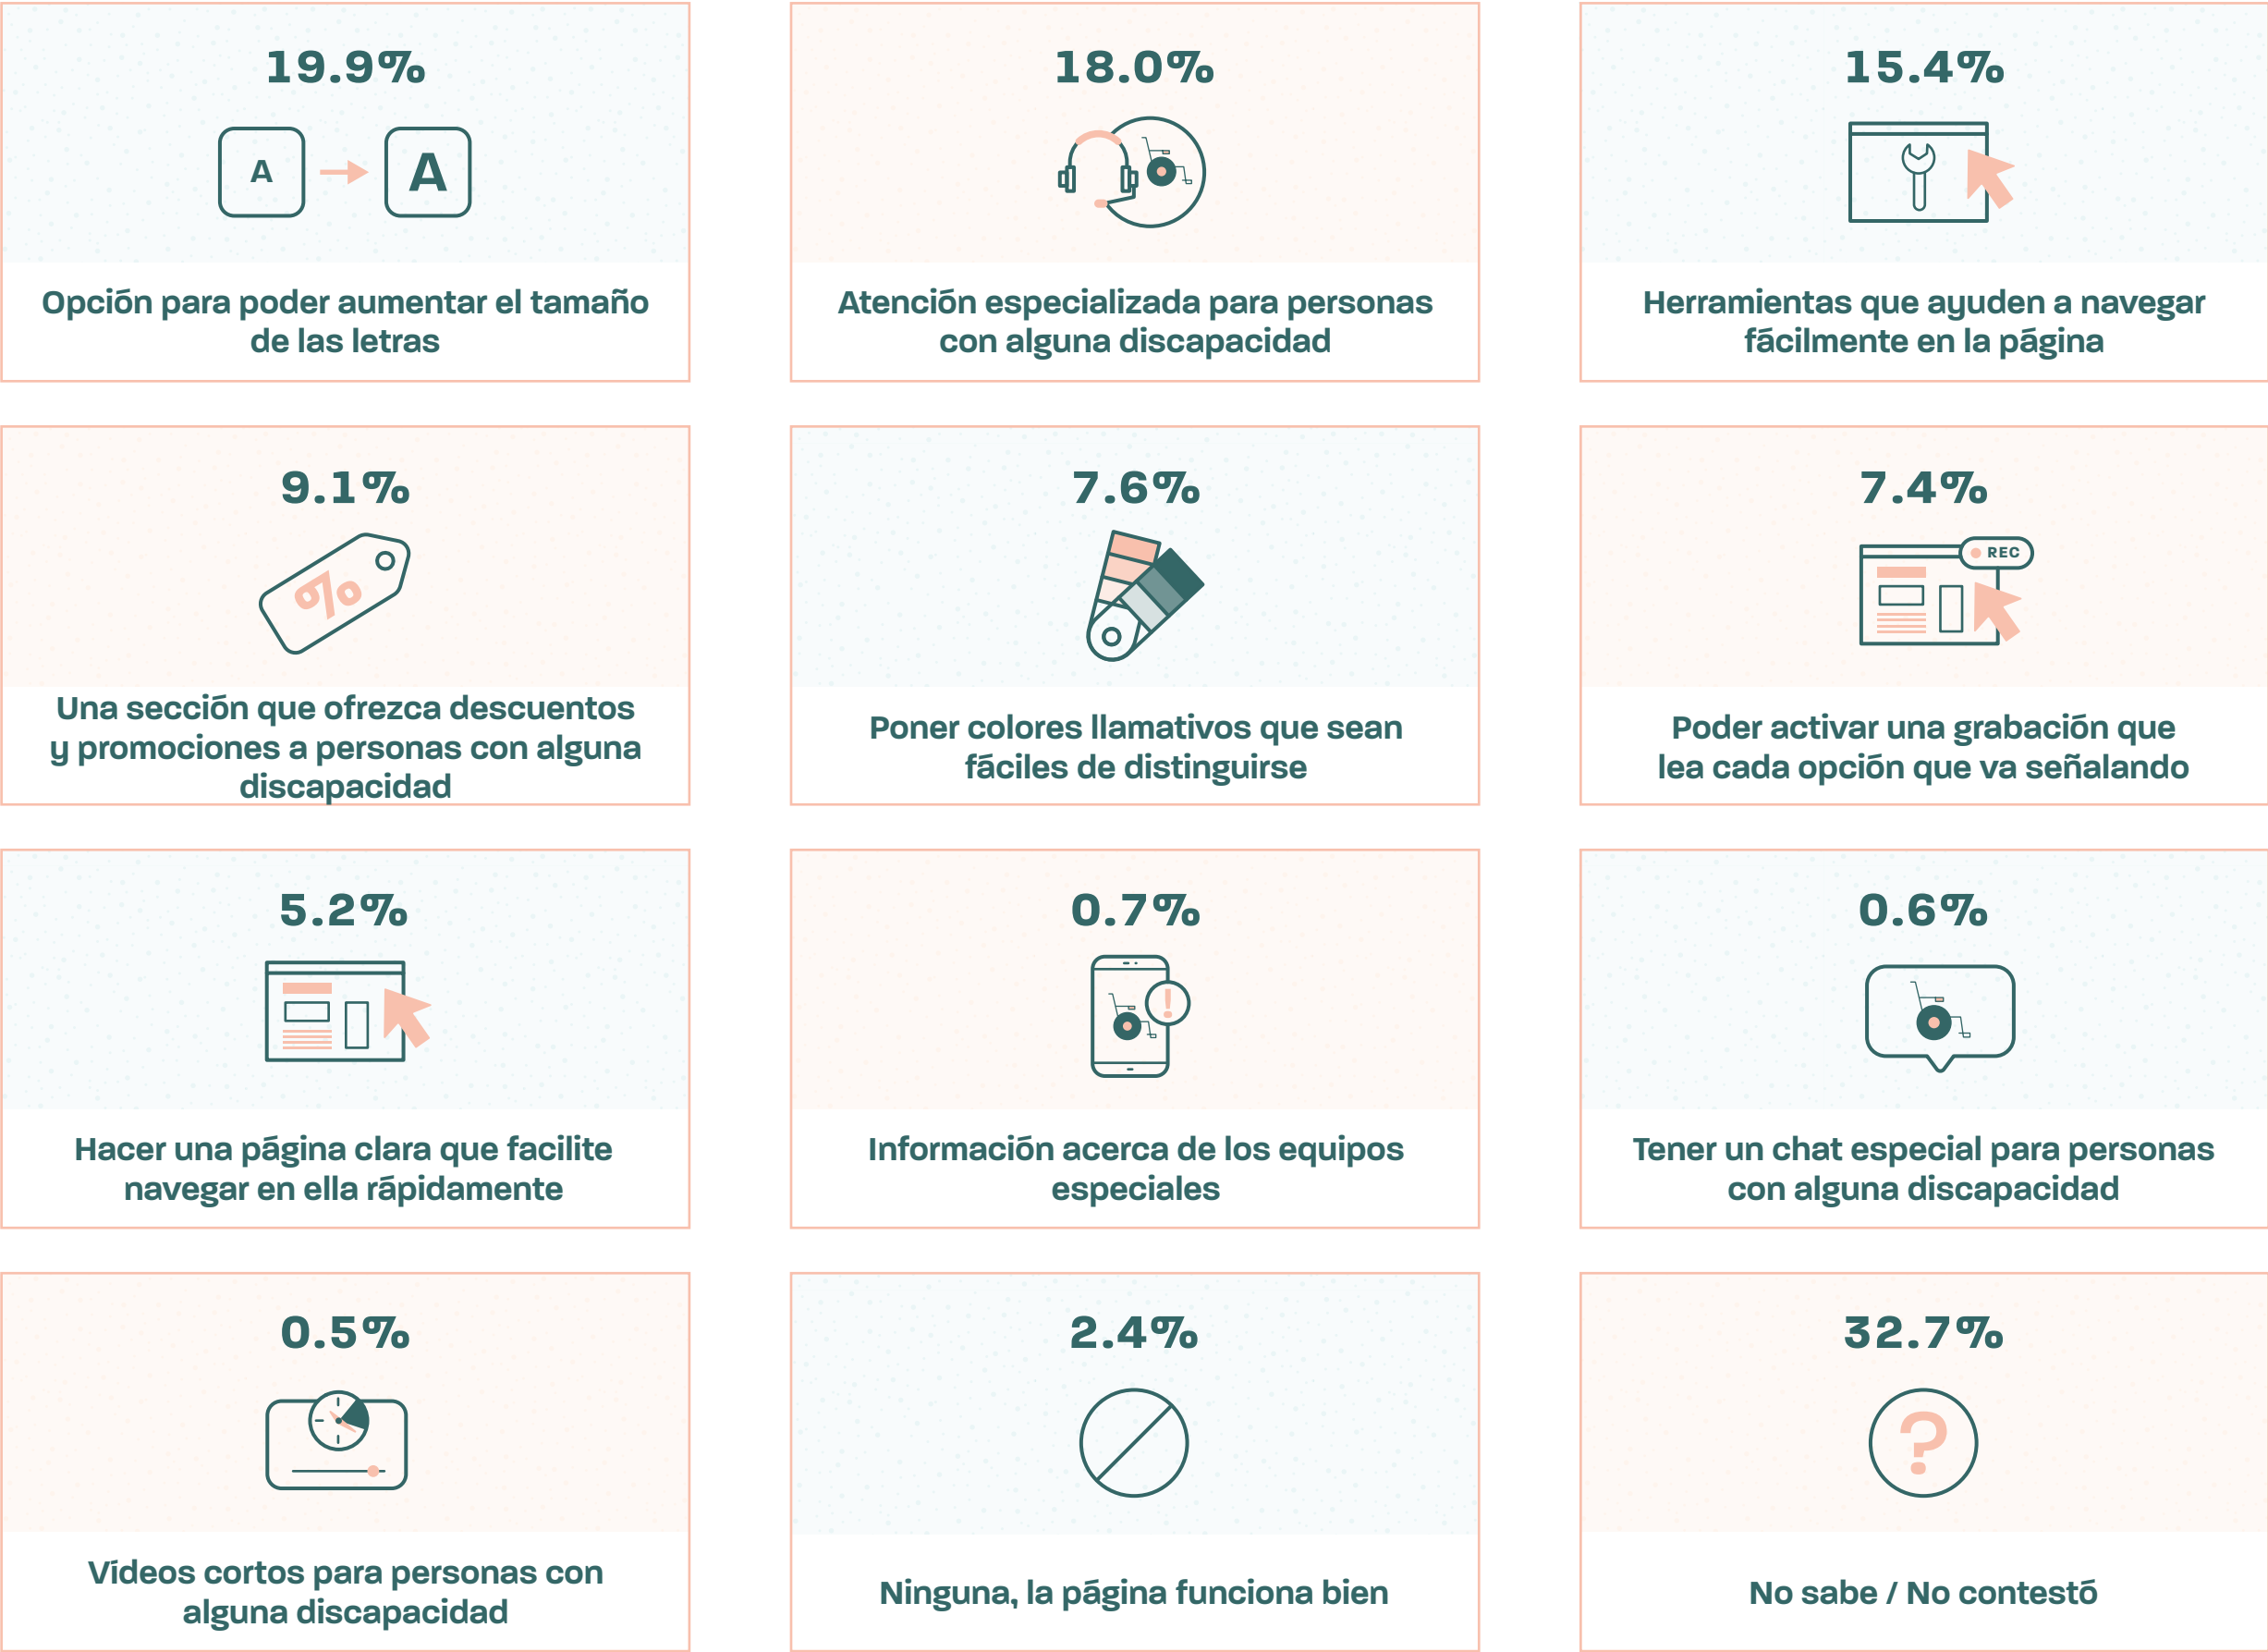 19.9%
A
A
Opción para poder aumentar el tamaño
de las letras
18.0%
Atención especializada para personas
con alguna discapacidad
15.4%
Herramientas que ayuden a navegar
fácilmente en la página
9.1%
%
Una sección que ofrezca descuentos
y promociones a personas con alguna
discapacidad
7.6%
Poner colores llamativos que sean
fáciles de distinguirse
7.4%
REC
Poder activar una grabación que
lea cada opción que va señalando
5.2%
Hacer una página clara que facilite
navegar en ella rápidamente
0.7%
!
Información acerca de los equipos
especiales
0.6%
Tener un chat especial para personas
con alguna discapacidad
0.5%
Vídeos cortos para personas con
alguna discapacidad
2.4%
Ninguna, la página funciona bien
32.7%
?
No sabe / No contestó